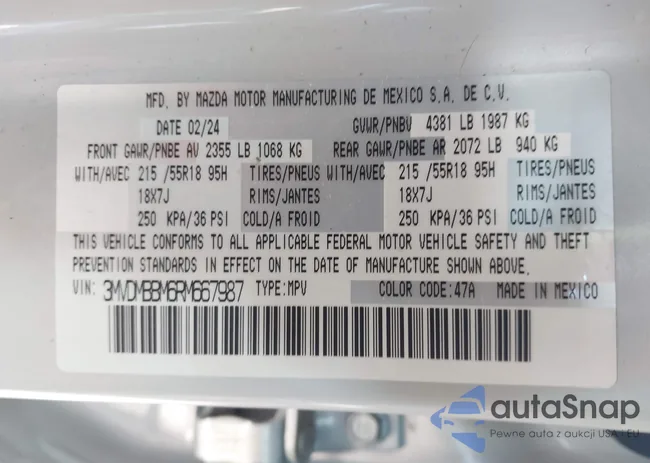 MFD. BY MAZDA MOTOR MANUFACTURING DE MEXICO S.A. DE C.V.
DATE 02/24 GVWR/PNBV 4381 LB 1987 KG
FRONT GAWR/PNBE AV 2355 LB 1068 KG REAR GAWR/PNBE AR 2072 LB 940 KG
WITH/AVEC 215 /55R18 95H TIRES/PNEUS WITH/AVEC 215 /55R18 95H TIRES/PNEUS
18X7J RIMS/JANTES 18X7J RIMS/JANTES
250 KPA/36 PSI COLD/A FROID 250 KPA/36 PSI COLD/A FROID
THIS VEHICLE CONFORMS TO ALL APPLICABLE FEDERAL MOTOR VEHICLE SAFETY AND THEFT
PREVENTION STANDARDS IN EFFECT ON THE DATE OF MANUFACTURE SHOWN ABOVE.
VIN: 3MVDMBBM6RM667987 TYPE:MPV COLOR CODE:47A MADE IN MEXICO
autaSnap
Pewne auta z aukcji USA - EU